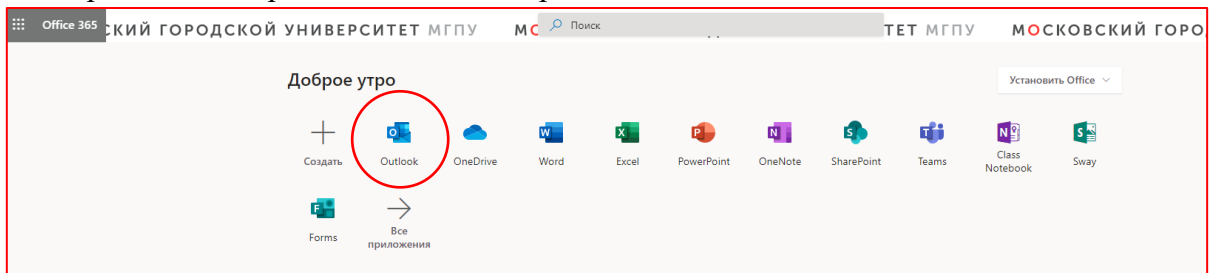 Office 365
СКИЙ ГОРОДСКОЙ УНИВЕРСИТЕТ МГПУ
Поиск
ТЕТ МГПУ
МОСКОВСКИЙ ГОРО
Доброе утро
Установить Office
Создать
Outlook
OneDrive
Word
Excel
PowerPoint
OneNote
SharePoint
Teams
Class
Notebook
Sway
Forms
Все
приложения